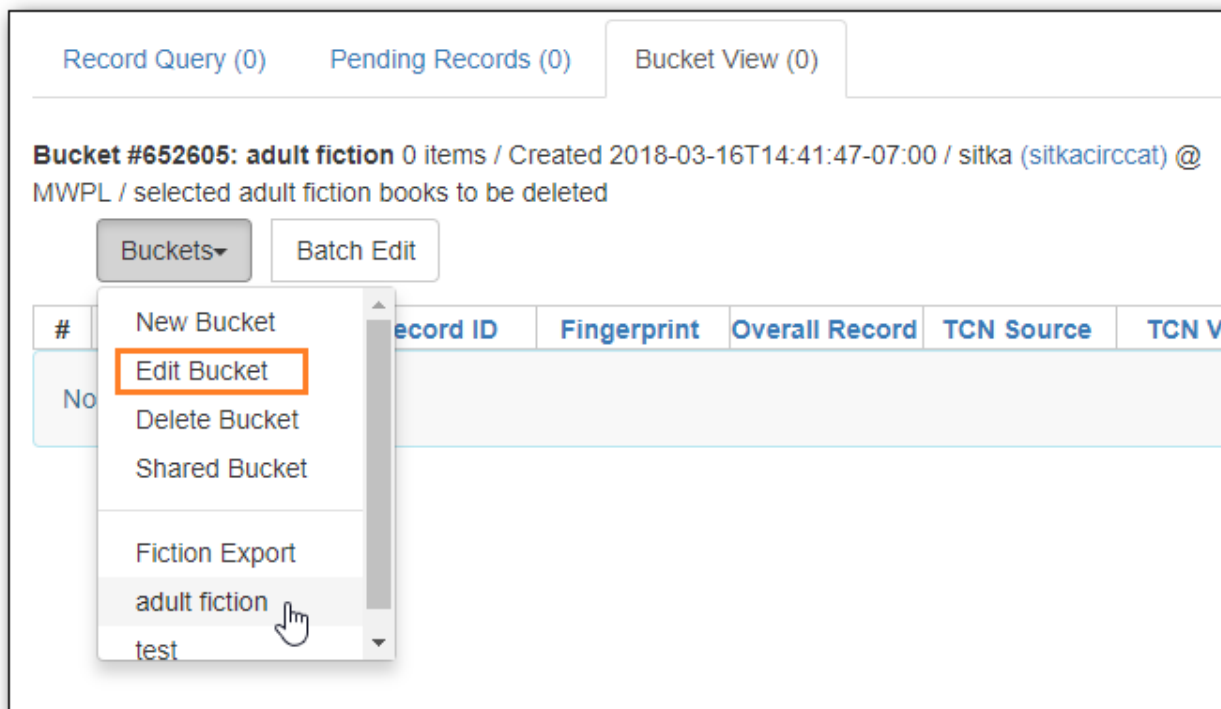 Record Query (0) Pending Records (0) Bucket View (0)
Bucket #652605: adult fiction 0 items / Created 2018-03-16T14:41:47-07:00 / sitka (sitkacirccat) @
MWPL / selected adult fiction books to be deleted
Buckets Batch Edit
# ecord ID Fingerprint Overall Record TCN Source TCN V
New Bucket
Edit Bucket
No
Delete Bucket
Shared Bucket
Fiction Export
adult fiction
test